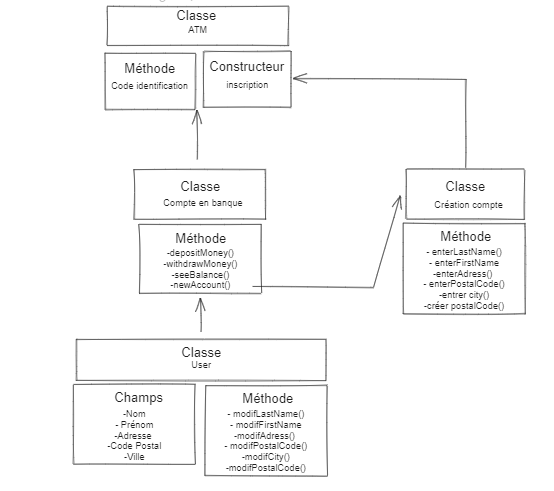 Classe
ATM
Méthode
Code identification
Constructeur
inscription
Classe
Compte en banque
Méthode
-depositMoney()
-withdrawMoney()
-seeBalance()
-newAccount()
Classe
Création compte
Méthode
- enterLastName()
- enterFirstName
-enterAdress()
- enterPostalCode()
-entrer city()
-créer postalCode()
Classe
User
Champs
-Nom
- Prénom
-Adresse
-Code Postal
-Ville
Méthode
- modifLastName()
- modifFirstName
-modifAdress()
- modifPostalCode()
-modifCity()
-modifPostalCode()